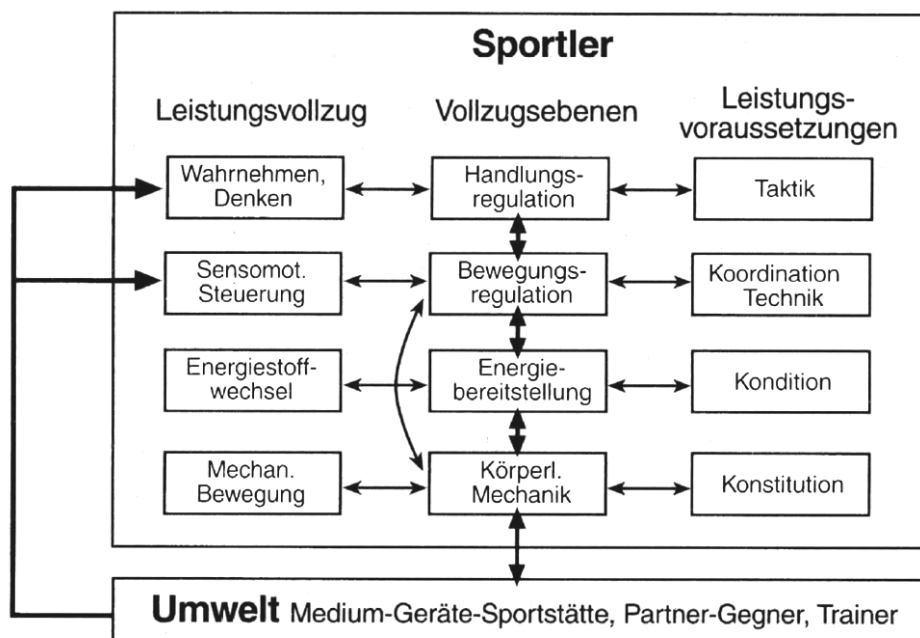 Sportler
Leistungsvollzug
Vollzugsebenen
Leistungs-
voraussetzungen
Wahrnehmen,
Denken
Handlungs-
regulation
Taktik
Sensomot.
Steuerung
Bewegungs-
regulation
Koordination
Technik
Energiestoff-
wechsel
Energie-
bereitstellung
Kondition
Mechan.
Bewegung
Körperl.
Mechanik
Konstitution
Umwelt Medium-Geräte-Sportstätte, Partner-Gegner, Trainer